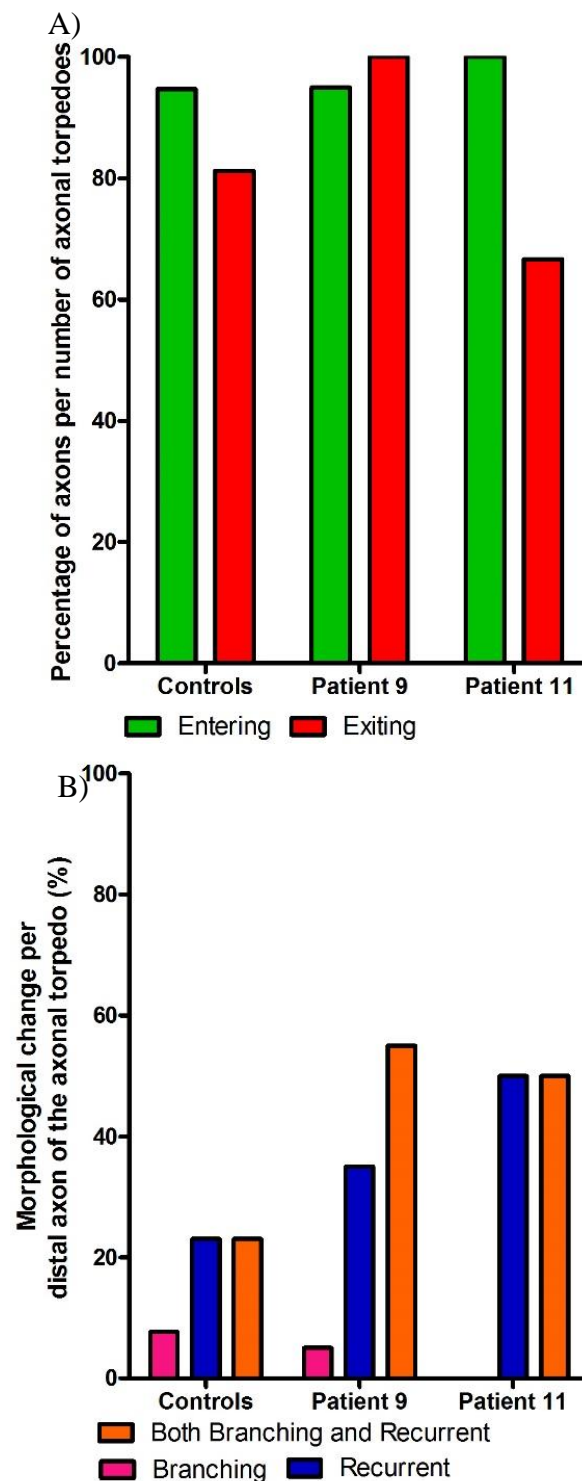 A)
Percentage of axons per number of axonal torpedoes
100
80
60
40
20
0
Controls Patient 9 Patient 11
Entering Exiting
B)
Morphological change per
distal axon of the axonal torpedo (%)
100
80
60
40
20
0
Controls Patient 9 Patient 11
Both Branching and Recurrent
Branching Recurrent